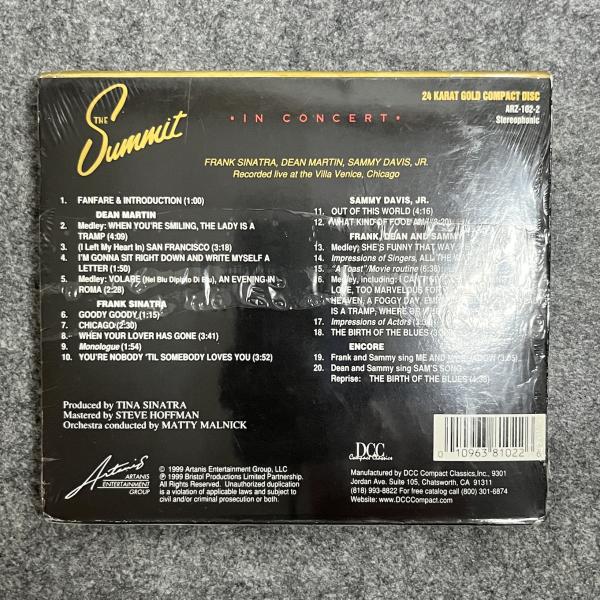 THE
Summit
• IN CONCERT •
24 KARAT GOLD COMPACT DISC
ARZ-102-2
Stereophonic
FRANK SINATRA, DEAN MARTIN, SAMMY DAVIS, JR.
Recorded live at the Villa Venice, Chicago
1. FANFARE & INTRODUCTION (1:00)
DEAN MARTIN
2. Medley: WHEN YOU'RE SMILING, THE LADY IS A
TRAMP (4:09)
3. (I Left My Heart In) SAN FRANCISCO (3:18)
4. I'M GONNA SIT RIGHT DOWN AND WRITE MYSELF A
LETTER (1:50)
5. Medley: VOLARE (Nel Blu Dipinto Di Blu), AN EVENING IN
ROMA (2:28)
FRANK SINATRA
6. GOODY GOODY (1:15)
7. CHICAGO (2:30)
8. WHEN YOUR LOVER HAS GONE (3:41)
9. Monologue (1:54)
10. YOU'RE NOBODY 'TIL SOMEBODY LOVES YOU (3:52)
SAMMY DAVIS, JR.
11. OUT OF THIS WORLD (4:16)
12. WHAT KIND OF FOOL AM I
FRANK, DEAN AND SAMMY
13. Medley: SHE'S FUNNY THAT WAY,
14. Impressions of Singers, ALL THE
15. "A Toast" Movie routine (6:36)
16. Medley, including: I CAN'T GIVE
LOVE, TOO MARVELOUS FOR
HEAVEN, A FOGGY DAY,
IS A TRAMP, WHERE OR
17. Impressions of Actors
18. THE BIRTH OF THE BLUES
ENCORE
19. Frank and Sammy sing ME AND MY SHADOW
20. Dean and Sammy sing SAM'S SONG
Reprise: THE BIRTH OF THE BLUES
Produced by TINA SINATRA
Mastered by STEVE HOFFMAN
Orchestra conducted by MATTY MALNICK
Artanis
ARTANIS
ENTERTAINMENT
GROUP
© 1999 Artanis Entertainment Group, LLC
℗ 1999 Bristol Productions Limited Partnership.
All Rights Reserved. Unauthorized duplication
is a violation of applicable laws and subject to
civil and/or criminal prosecution or both.
DCC
Compact Classics
Manufactured by DCC Compact Classics,Inc., 9301
Jordan Ave. Suite 105, Chatsworth, CA 91311
(818) 993-8822 For free catalog call (800) 301-6874
Website: www.DCCCompact.com
0 10963 81022 6